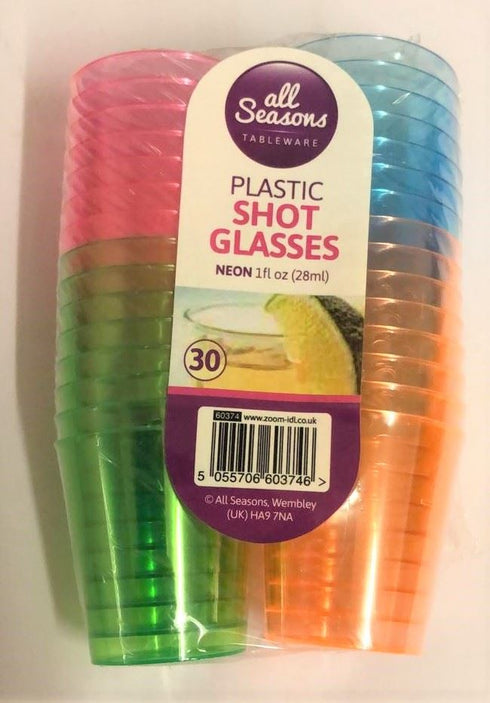 all
Seasons
TABLEWARE
PLASTIC
SHOT
GLASSES
NEON 1fl oz (28ml)
30
60374 www.zoom-idl.co.uk
5 055706 603746 >
© All Seasons, Wembley
(UK) HA9 7NA